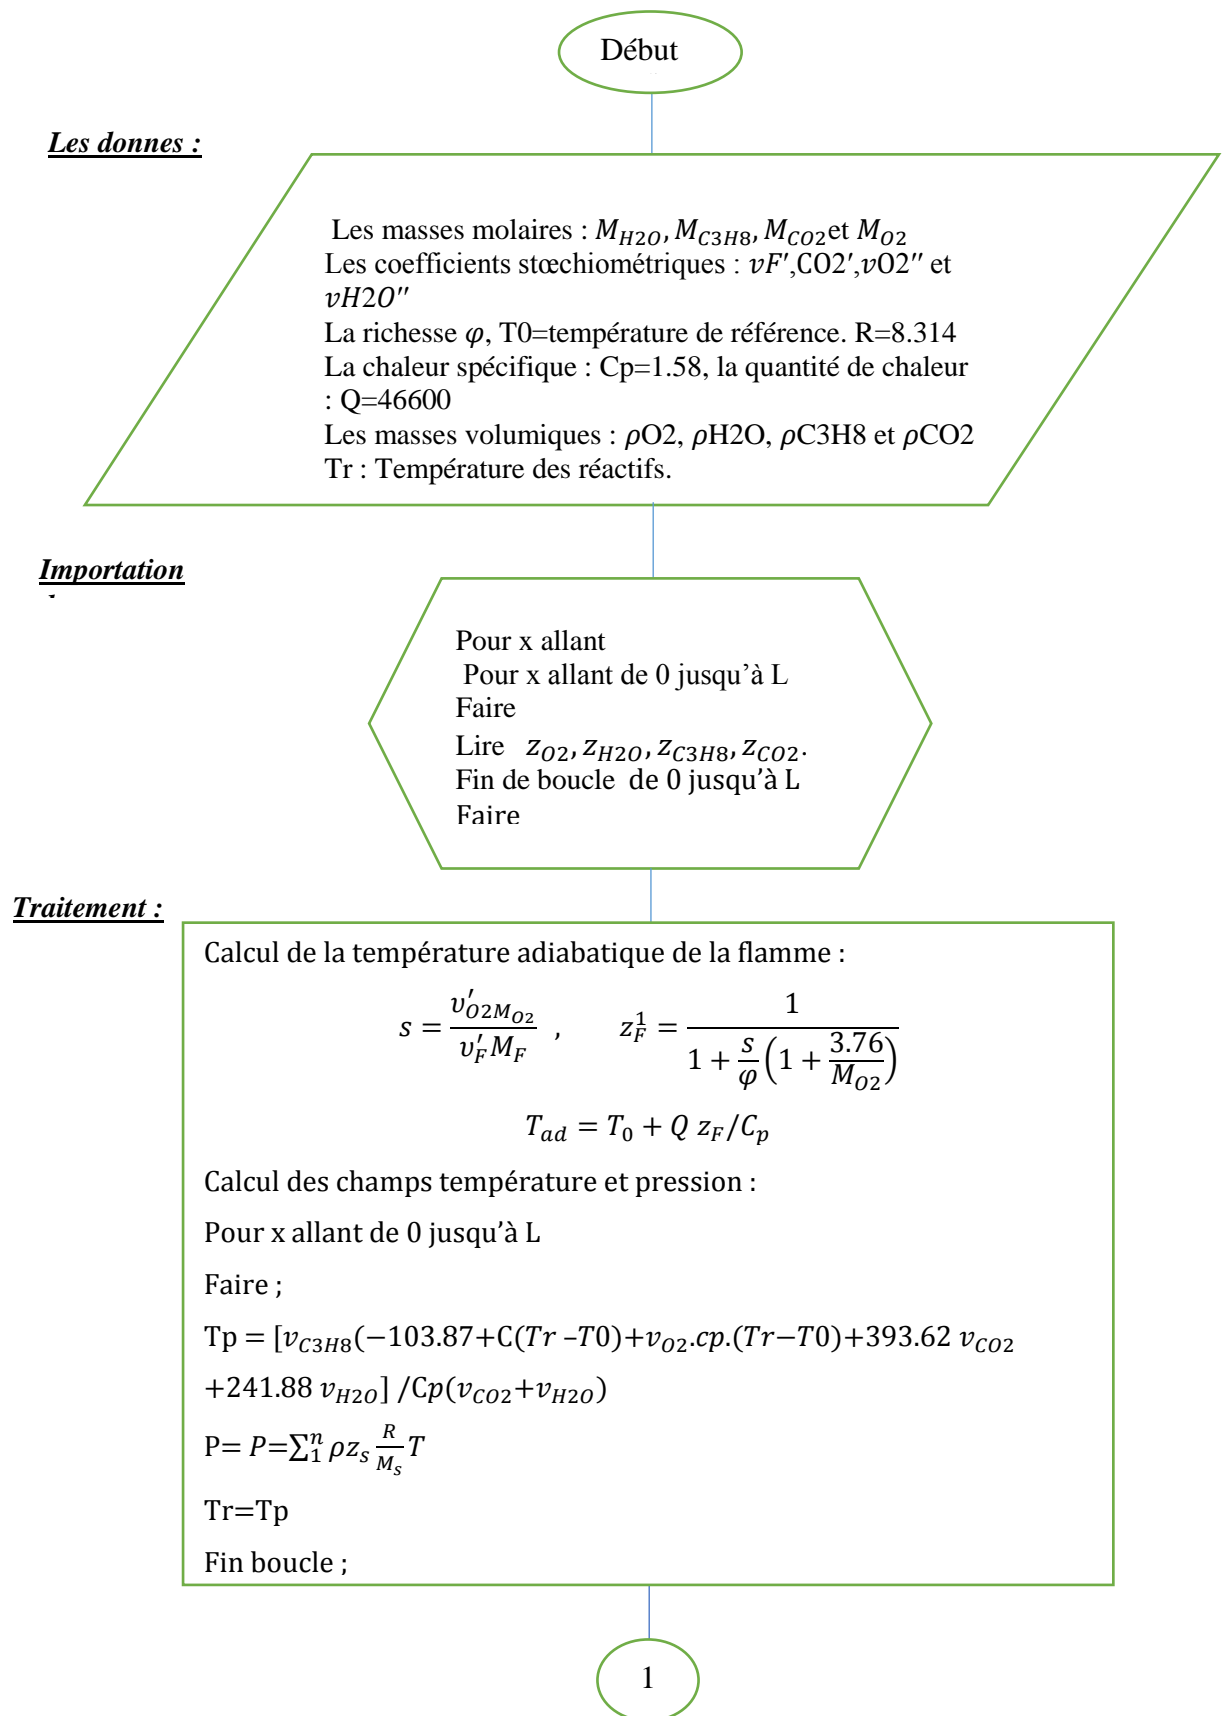 Début
Les donnes :
Les masses molaires : M_{H2O}, M_{C3H8}, M_{CO2}et M_{O2}
Les coefficients stœchiométriques : vF′,CO2′,vO2′′ et
vH2O′′
La richesse φ, T0=température de référence. R=8.314
La chaleur spécifique : Cp=1.58, la quantité de chaleur
: Q=46600
Les masses volumiques : ρO2, ρH2O, ρC3H8 et ρCO2
Tr : Température des réactifs.
Importation
Pour x allant
Pour x allant de 0 jusqu’à L
Faire
Lire z_{O2}, z_{H2O}, z_{C3H8}, z_{CO2}.
Fin de boucle de 0 jusqu’à L
Faire
Traitement :
Calcul de la température adiabatique de la flamme :
s = \frac{υ′_{O2M_{O2}}}{υ′_F M_F} , z_F^1 = \frac{1}{1 + \frac{s}{φ}(1 + \frac{3.76}{M_{O2}})}
T_{ad} = T_0 + Q z_F/C_p
Calcul des champs température et pression :
Pour x allant de 0 jusqu’à L
Faire ;
Tp = [v_{C3H8}(−103.87+C(Tr –T0)+v_{O2}.cp.(Tr−T0)+393.62 v_{CO2}
+241.88 v_{H2O}] /Cp(v_{CO2}+v_{H2O})
P= P=∑_1^n ρz_s \frac{R}{M_s} T
Tr=Tp
Fin boucle ;
1